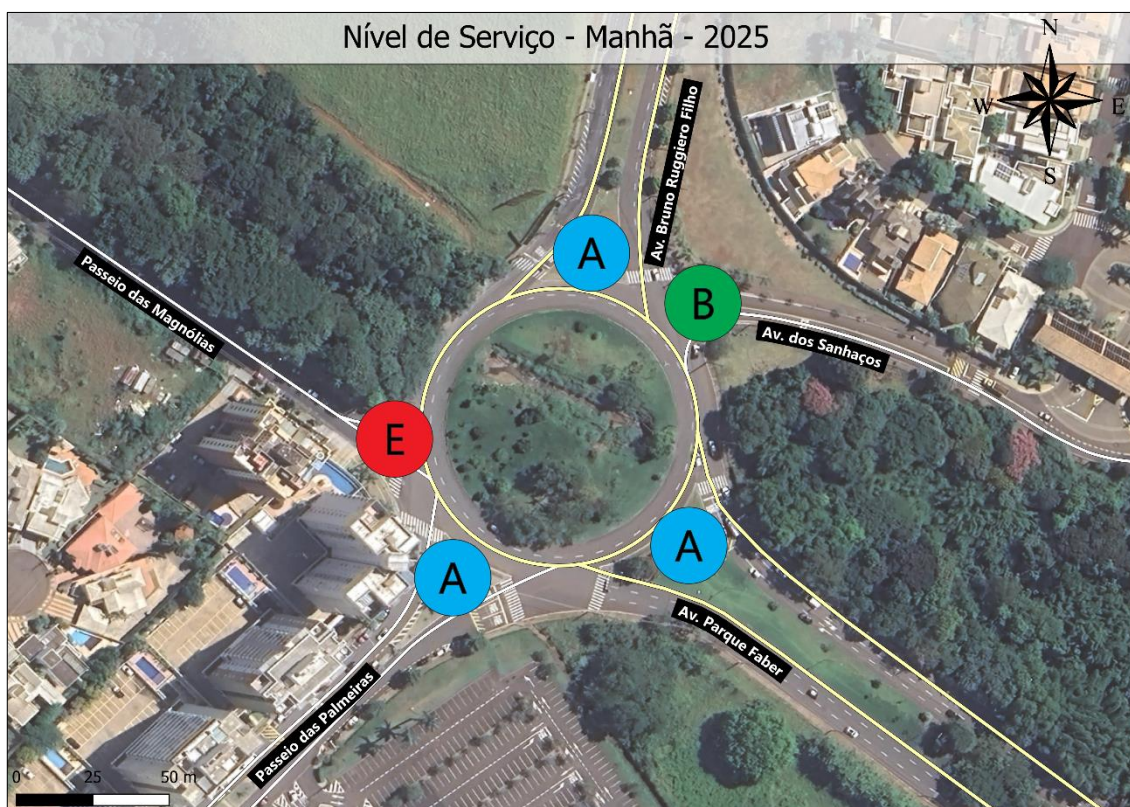 Nível de Serviço - Manhã - 2025
N
W E
S
Av. Bruno Ruggiero Filho
A
B
Passeio das Magnólias
Av. dos Sanhaços
E
A
A
Av. Parque Faber
Passeio das Palmeiras
0 25 50 m